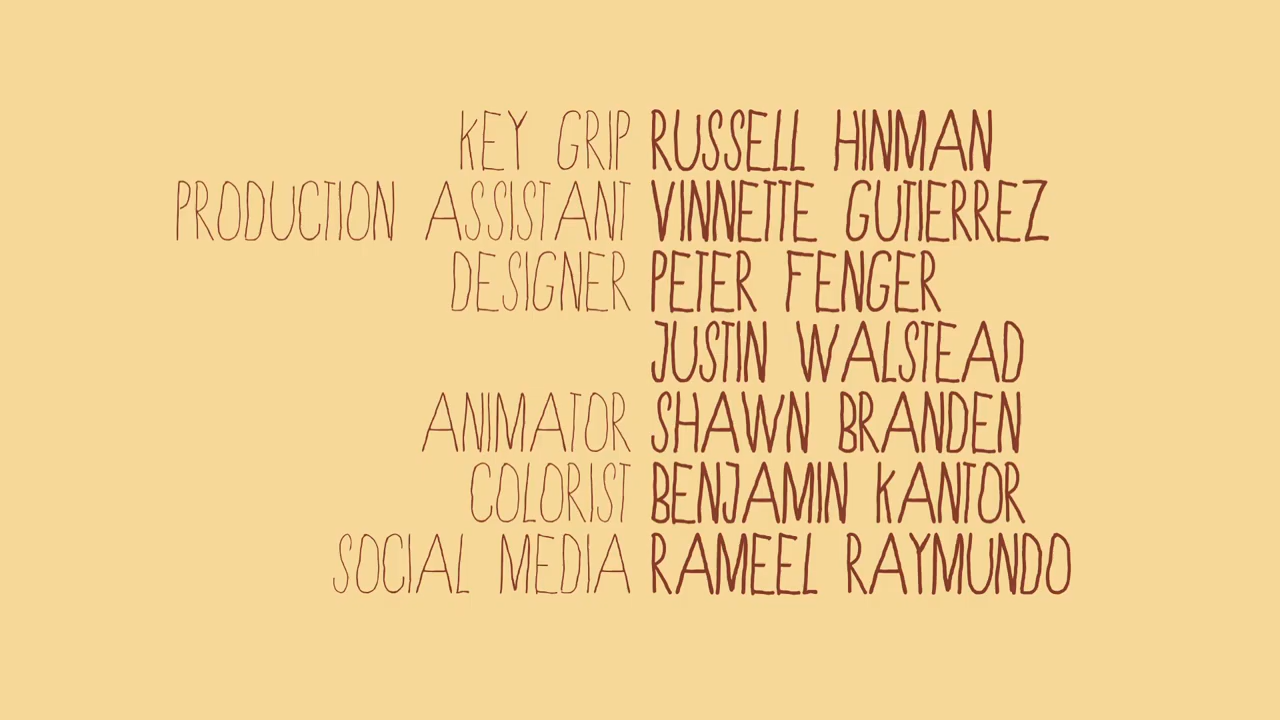 KEY GRIP RUSSELL HINMAN
PRODUCTION ASSISTANT VINNETTE GUTIERREZ
DESIGNER PETER FENGER
JUSTIN WALSTEAD
ANIMATOR SHAWN BRANDEN
COLORIST BENJAMIN KANTOR
SOCIAL MEDIA RAMEEL RAYMUNDO